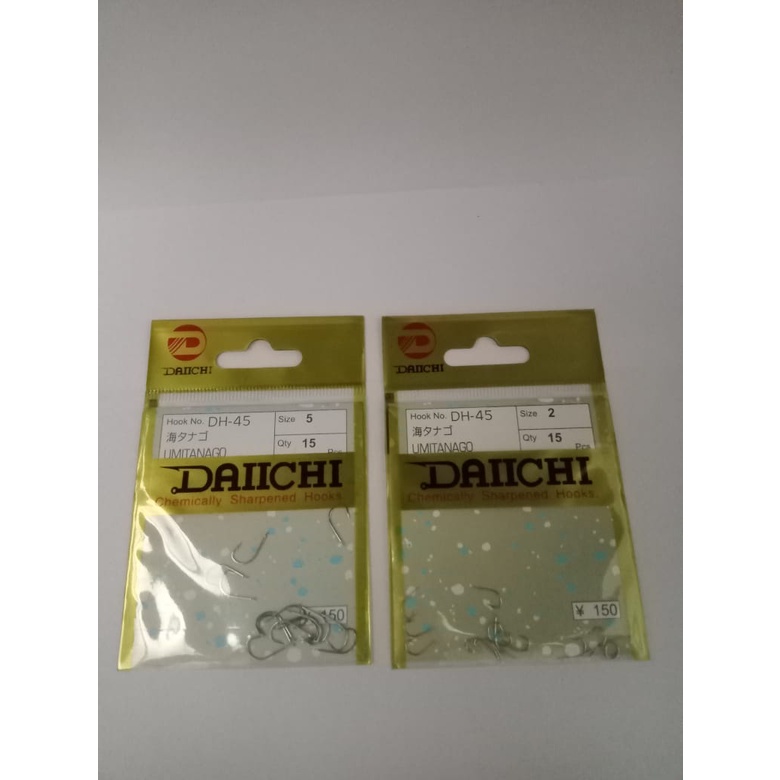 DAIICHI
Hook No. DH-45 Size 5
海タナゴ
UMITANAGO Qty 15 Pcs
DAIICHI
Chemically Sharpened Hooks
¥ 150
DAIICHI
Hook No. DH-45 Size 2
海タナゴ
UMITANAGO Qty 15 Pcs
DAIICHI
Chemically Sharpened Hooks
¥ 150